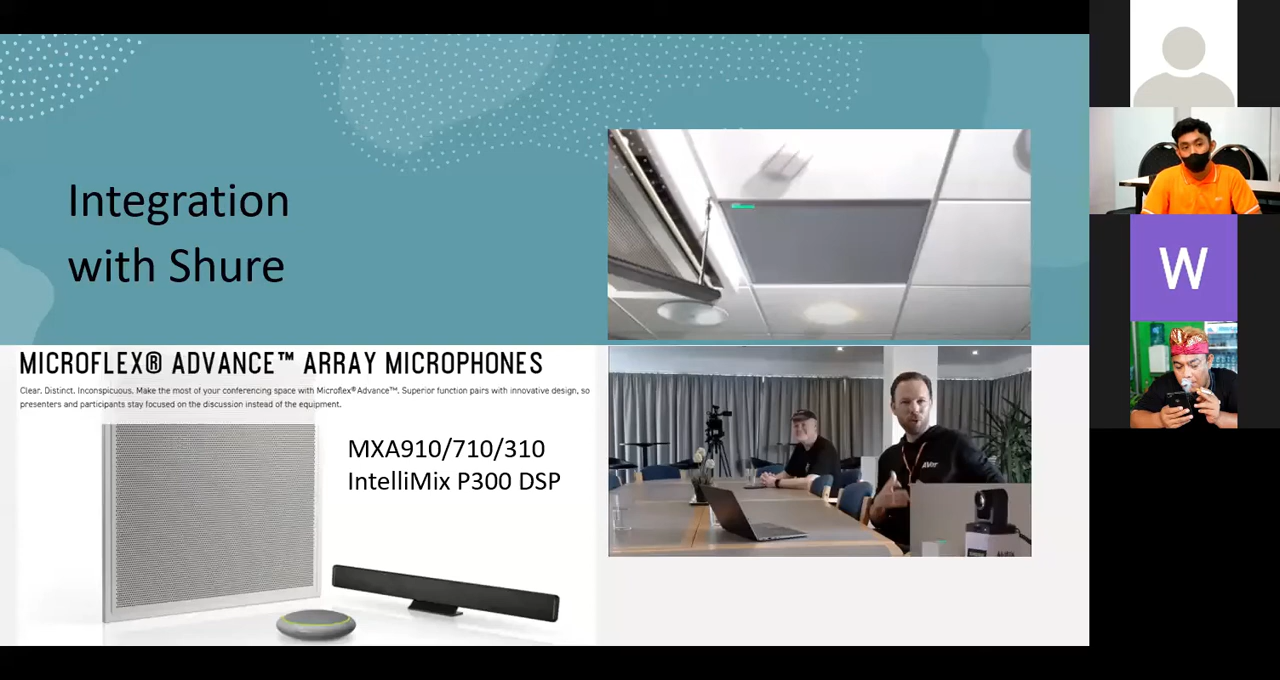 Integration
with Shure
MICROFLEX® ADVANCE™ ARRAY MICROPHONES
Clear. Distinct. Inconspicuous. Make the most of your conferencing space with Microflex® Advance™. Superior function pairs with innovative design, so
presenters and participants stay focused on the discussion instead of the equipment.
MXA910/710/310
IntelliMix P300 DSP
AVer
W